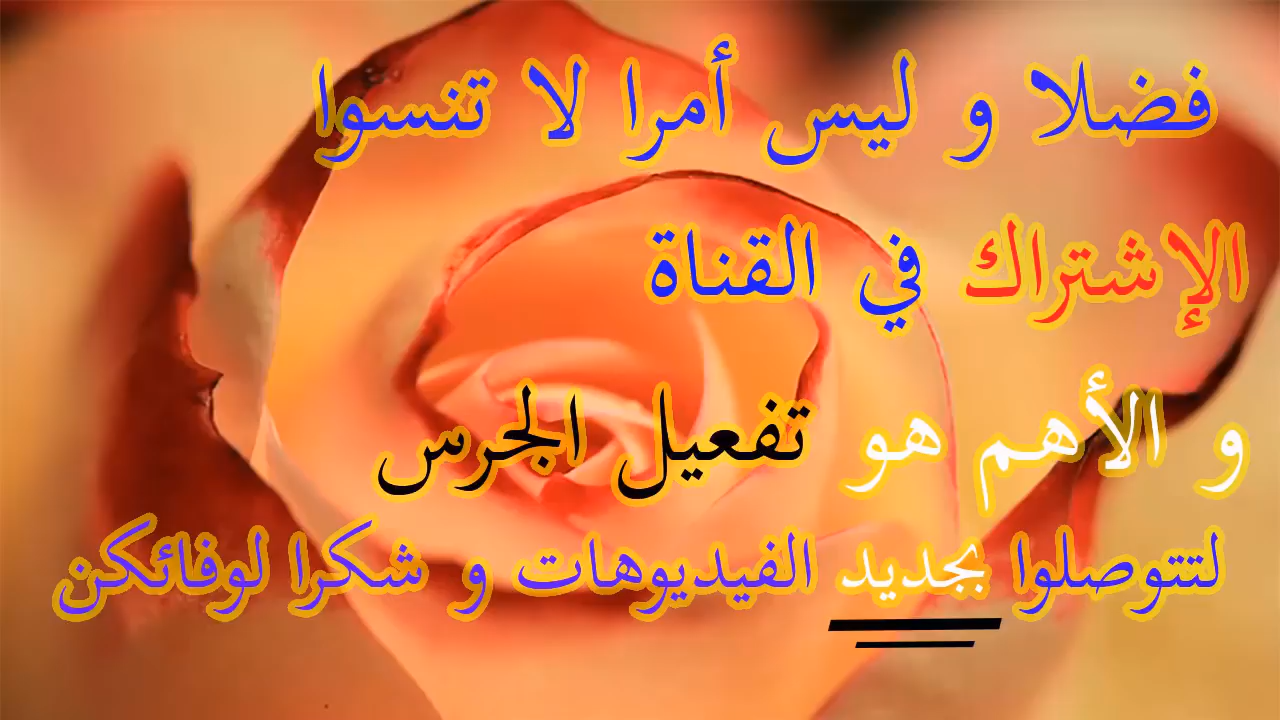 فضلا و ليس أمرا لا تنسوا
الإشتراك في القناة
و الأهم هو تفعيل الجرس
لتتوصلوا بجديد الفيديوهات و شكرا لوفائكن